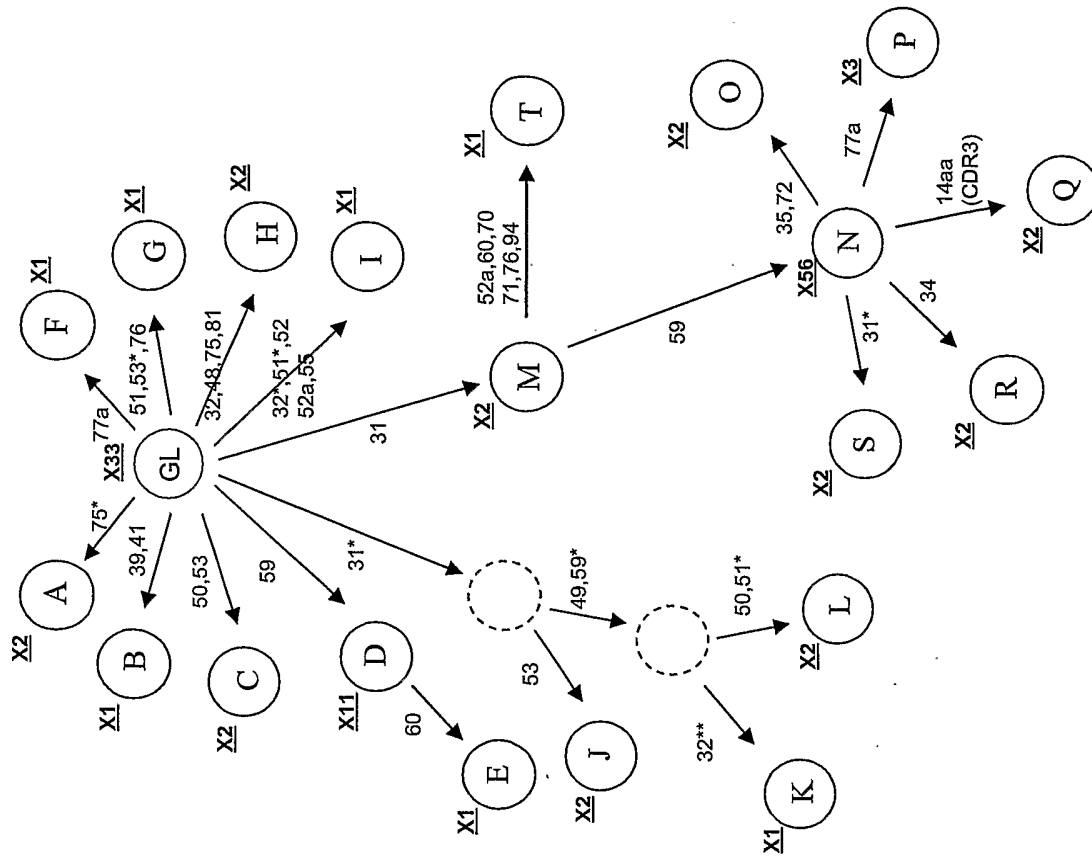 X2
A
75*
X33
GL
77a
X1
F
X1
B
39,41
X1
G
51,53*,76
X2
C
50,53
X2
H
32,48,75,81
X1
I
32*,51*,52
52a,55
59
X11
D
60
X1
E
31*
31
X2
M
52a,60,70
71,76,94
X1
T
53
X2
J
49,59*
59
32**
X1
K
50,51*
X2
L
X56
N
35,72
X2
O
77a
X3
P
31*
X2
S
34
X2
R
14aa
(CDR3)
X2
Q